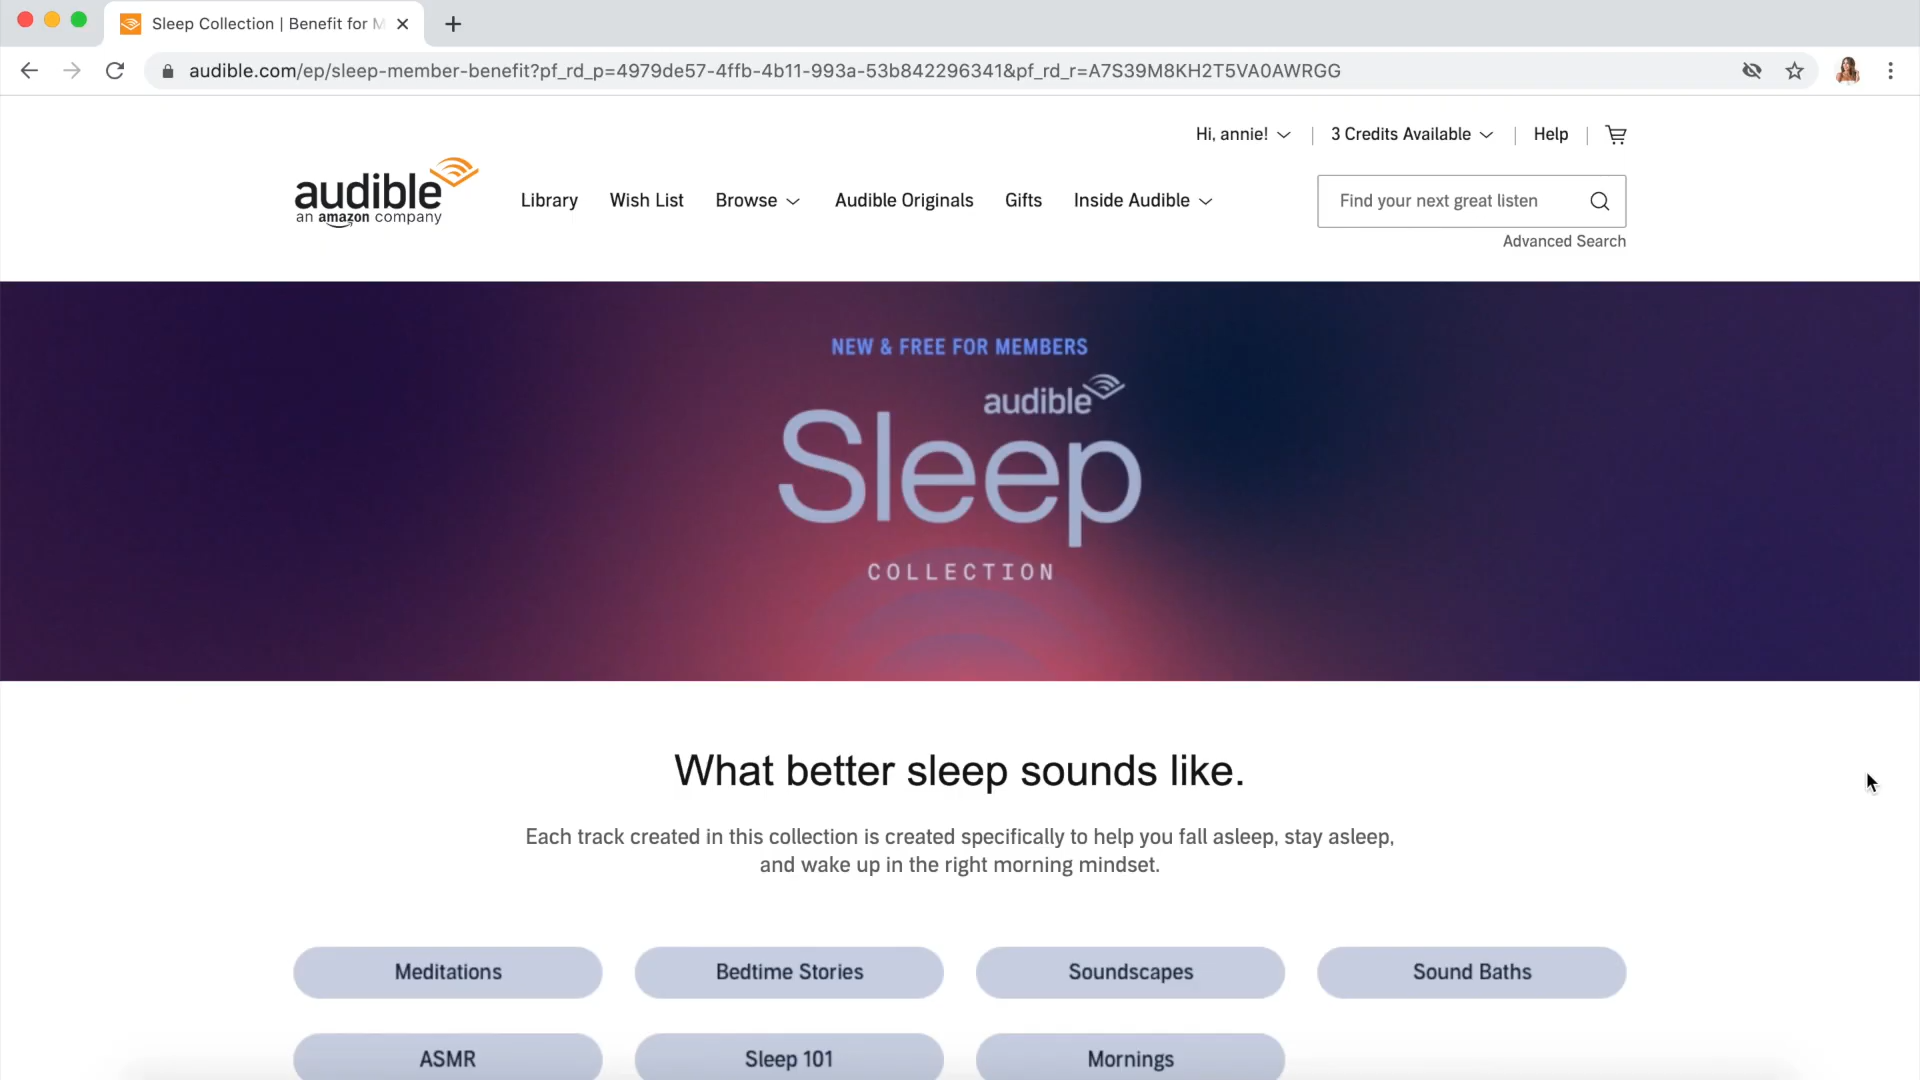 Sleep Collection | Benefit for M
audible.com/ep/sleep-member-benefit?pf_rd_p=4979de57-4ffb-4b11-993a-53b842296341&pf_rd_r=A7S39M8KH2T5VA0AWRGG
Hi, annie!
3 Credits Available
Help
audible
an amazon company
Library
Wish List
Browse
Audible Originals
Gifts
Inside Audible
Find your next great listen
Advanced Search
NEW & FREE FOR MEMBERS
audible
Sleep
COLLECTION
What better sleep sounds like.
Each track created in this collection is created specifically to help you fall asleep, stay asleep,
and wake up in the right morning mindset.
Meditations
Bedtime Stories
Soundscapes
Sound Baths
ASMR
Sleep 101
Mornings